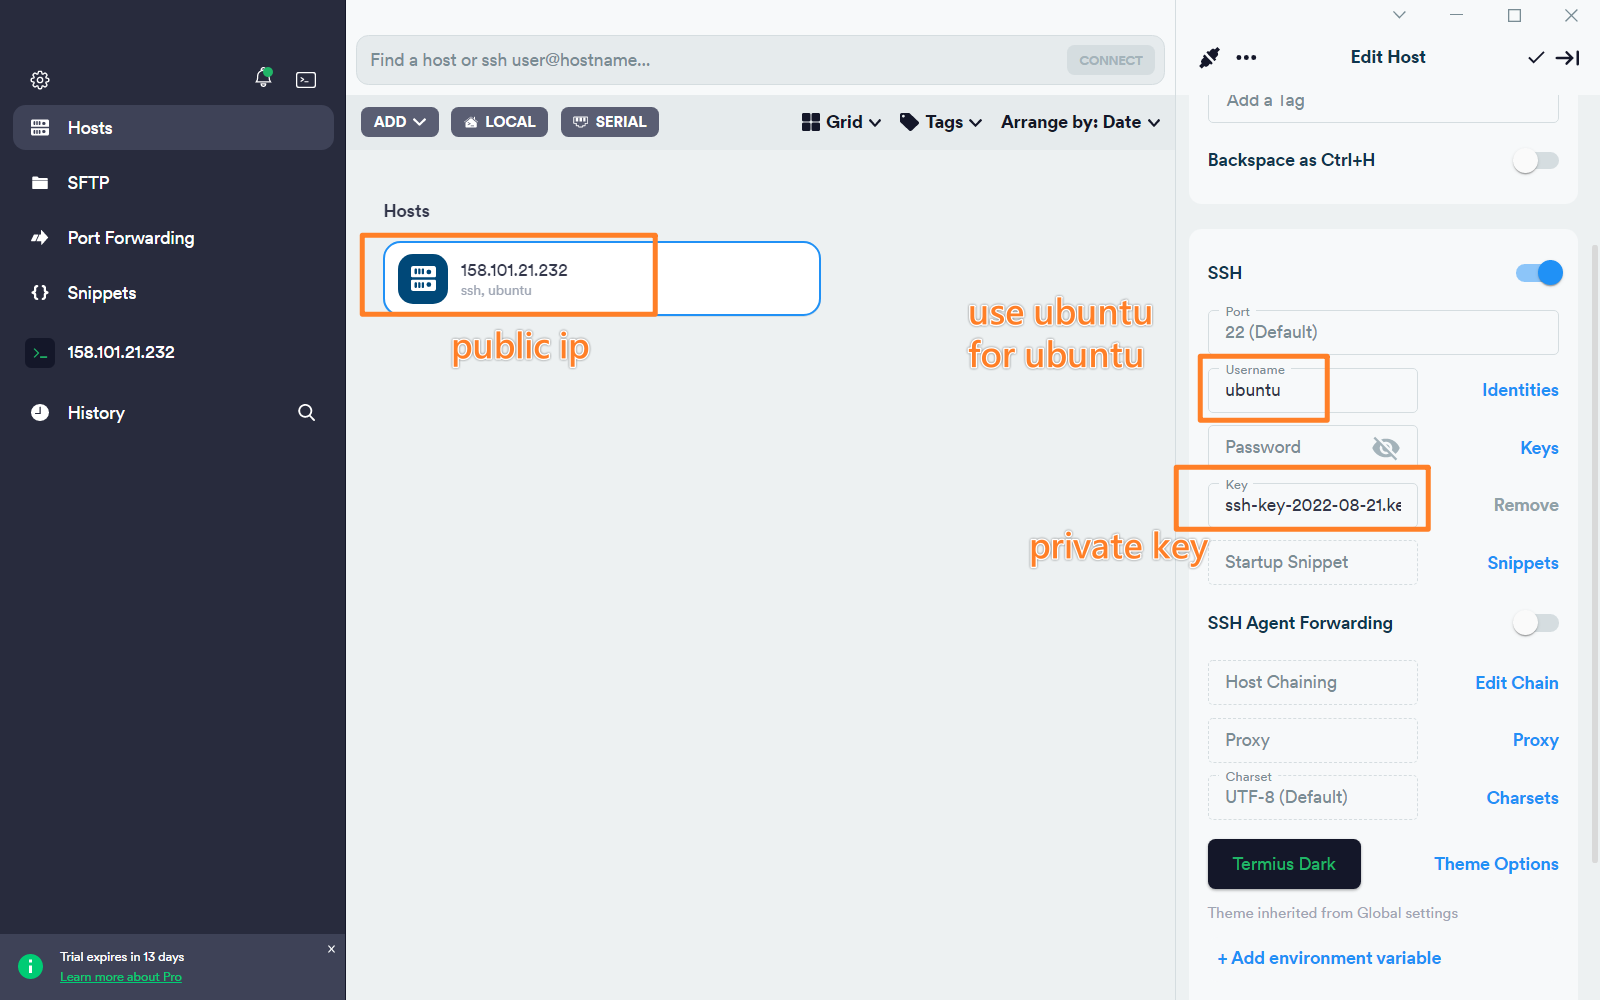 Hosts
SFTP
Port Forwarding
Snippets
158.101.21.232
History
Trial expires in 13 days
Learn more about Pro
Find a host or ssh user@hostname...
CONNECT
ADD
LOCAL
SERIAL
Grid
Tags
Arrange by: Date
Hosts
158.101.21.232
ssh, ubuntu
public ip
use ubuntu
for ubuntu
private key
Edit Host
Add a Tag
Backspace as Ctrl+H
SSH
Port
22 (Default)
Username
ubuntu
Identities
Password
Keys
Key
ssh-key-2022-08-21.ke
Remove
Startup Snippet
Snippets
SSH Agent Forwarding
Host Chaining
Edit Chain
Proxy
Proxy
Charset
UTF-8 (Default)
Charsets
Termius Dark
Theme Options
Theme inherited from Global settings
+ Add environment variable